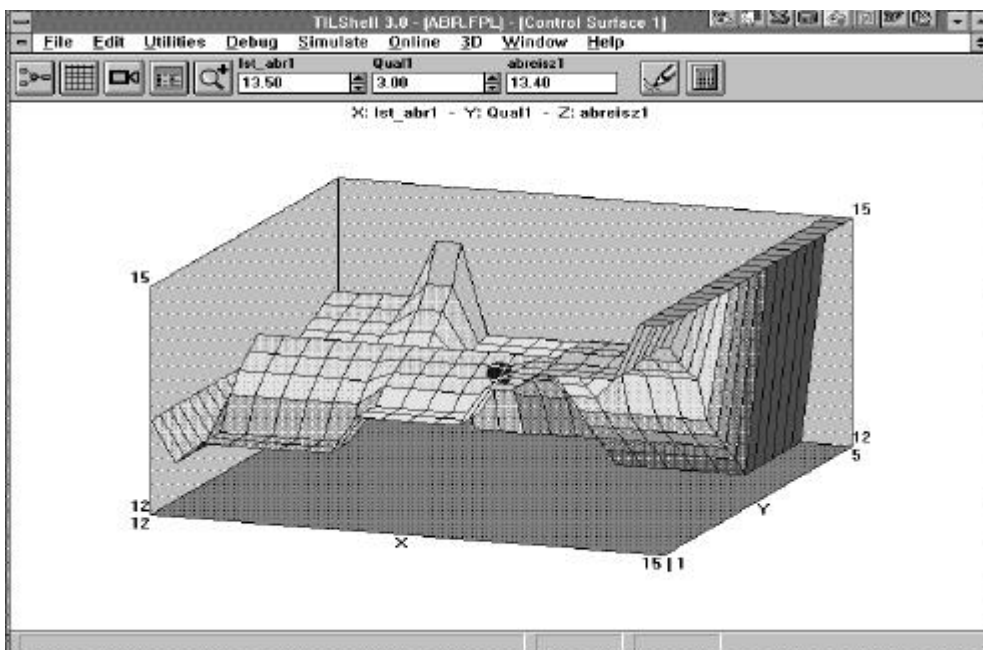 TILShell 3.0 - [ABR.FPL] - [Control Surface 1]
File Edit Utilities Debug Simulate Online 3D Window Help
Ist_abr1 Qual1 abreisz1
13.50 3.00 13.40
X: Ist_abr1 - Y: Qual1 - Z: abreisz1
15
15
12
12
12
5
Y
X
15 | 1